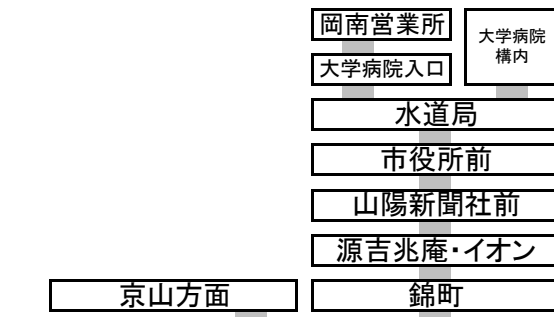 岡南営業所
大学病院
構内
大学病院入口
水道局
市役所前
山陽新聞社前
源吉兆庵・イオン
京山方面
錦町